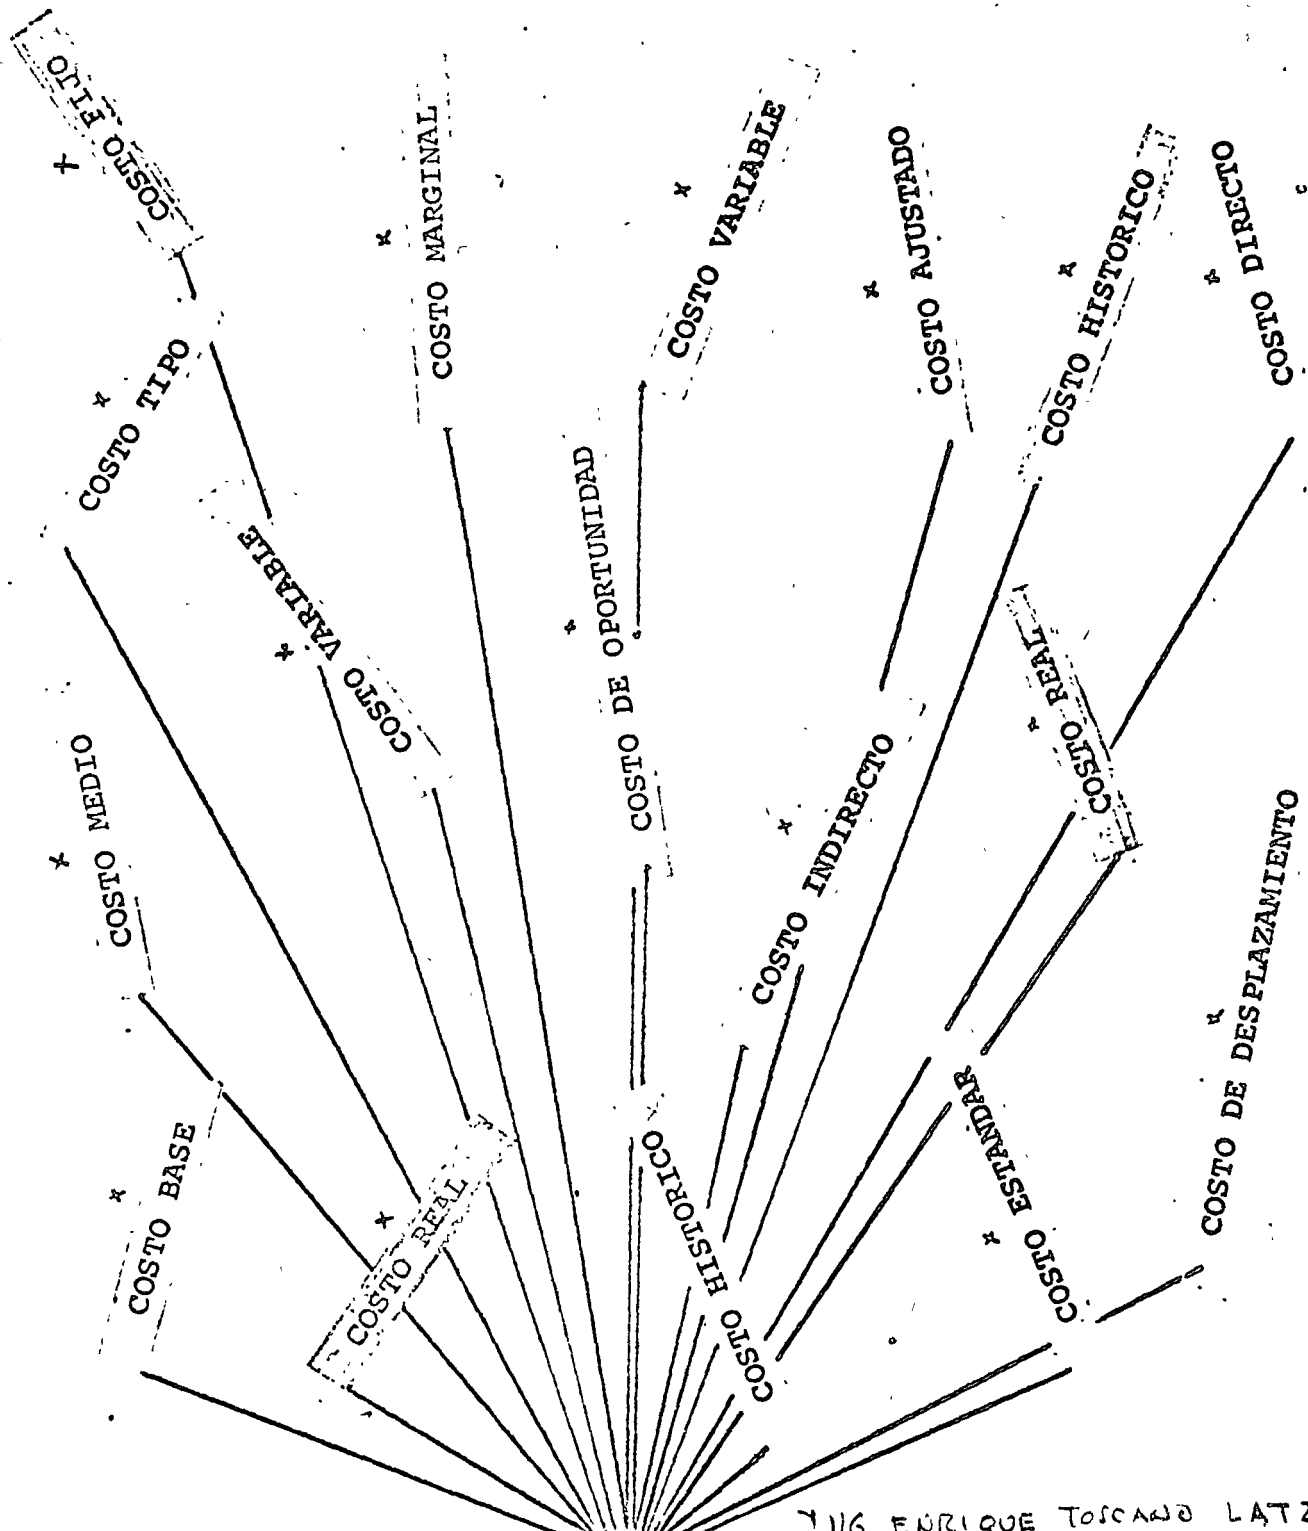 COSTO FIJO
COSTO MARGINAL
COSTO VARIABLE
COSTO AJUSTADO
COSTO HISTORICO
COSTO DIRECTO
COSTO TIPO
COSTO VARIABLE
COSTO DE OPORTUNIDAD
COSTO REAL
COSTO MEDIO
COSTO INDIRECTO
COSTO DE DESPLAZAMIENTO
COSTO BASE
COSTO REAL
COSTO HISTORICO
COSTO ESTANDAR
ING ENRIQUE TOSCANO